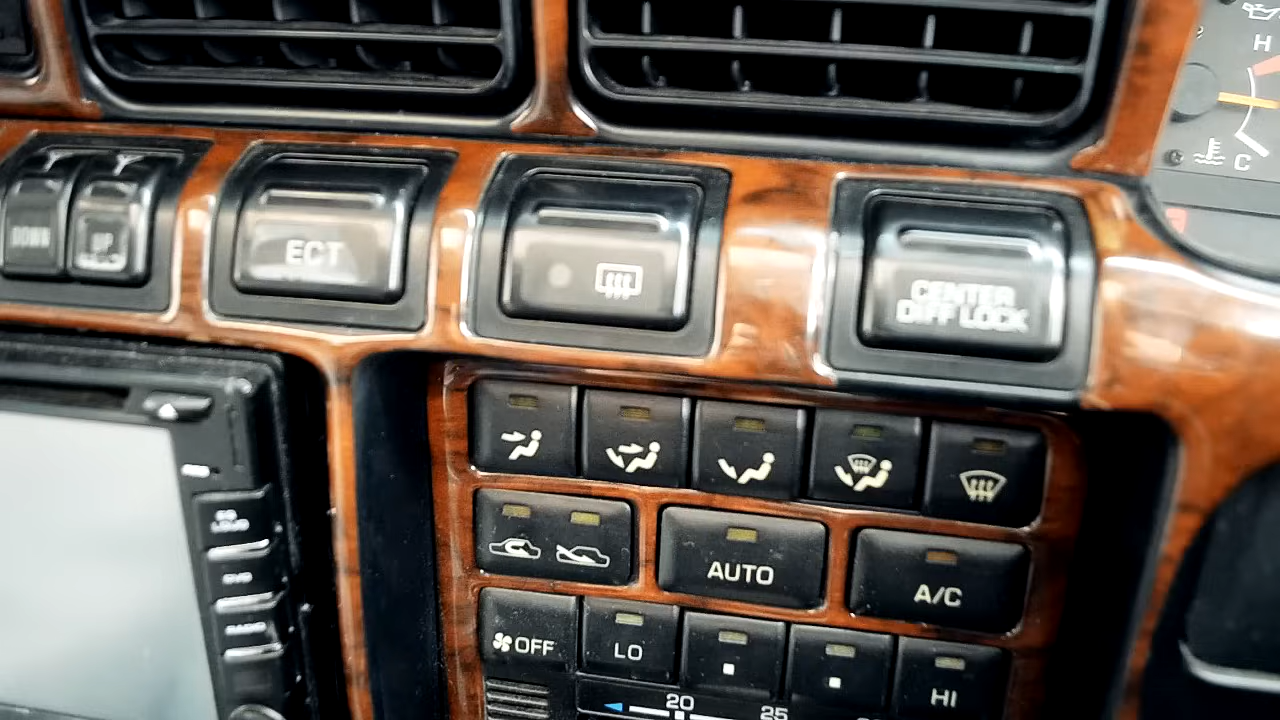 H
C
DOWN
UP
ECT
CENTER
DIFF LOCK
AUTO
A/C
OFF
LO
HI
20
25